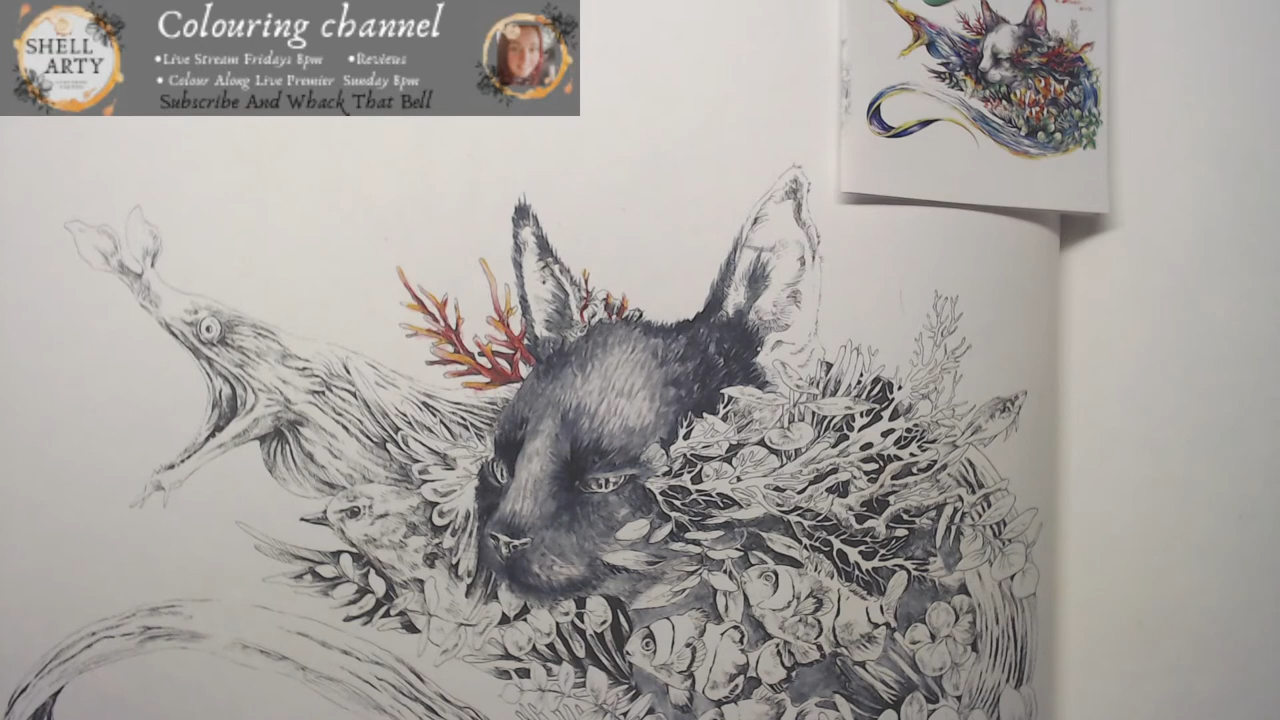 SHELL
ARTY
Colouring channel
•Live Stream Fridays 8pm •Reviews
• Colour Along Live Premier Sunday 8pm
Subscribe And Whack That Bell